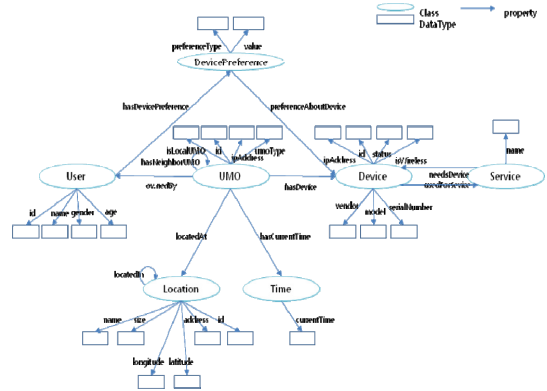 Class
property
DataType
preferenceType
value
DevicePreference
hasDevicePreference
preferenceAboutDevice
isLocalUMO
id
umoType
hasNeighborUMO
ipAddress
ipAddress
id
status
isWireless
name
User
ownedBy
UMO
hasDevice
Device
needsDevice
usedForService
Service
id
name
gender
age
vendor
model
serialNumber
locatedAt
hasCurrentTime
locatedIn
Location
Time
name
size
address
id
currentTime
longitude
latitude